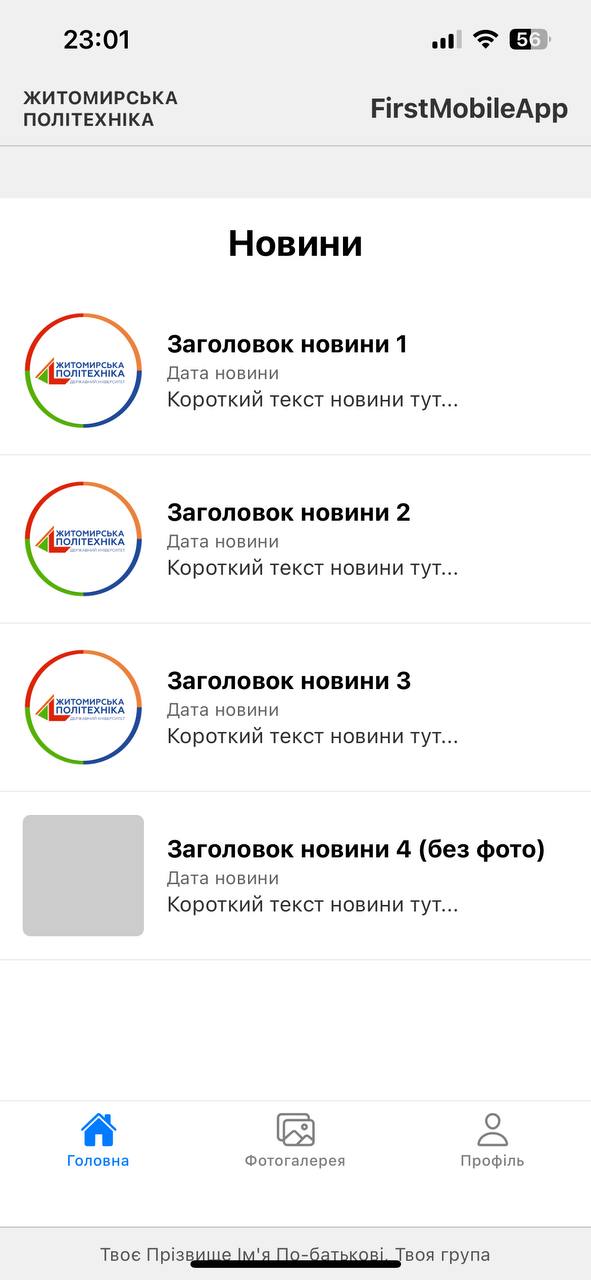 23:01
56
ЖИТОМИРСЬКА
ПОЛІТЕХНІКА
FirstMobileApp
Новини
ЖИТОМИРСЬКА
ПОЛІТЕХНІКА
ДЕРЖАВНИЙ УНІВЕРСИТЕТ
Заголовок новини 1
Дата новини
Короткий текст новини тут...
ЖИТОМИРСЬКА
ПОЛІТЕХНІКА
ДЕРЖАВНИЙ УНІВЕРСИТЕТ
Заголовок новини 2
Дата новини
Короткий текст новини тут...
ЖИТОМИРСЬКА
ПОЛІТЕХНІКА
ДЕРЖАВНИЙ УНІВЕРСИТЕТ
Заголовок новини 3
Дата новини
Короткий текст новини тут...
Заголовок новини 4 (без фото)
Дата новини
Короткий текст новини тут...
Головна
Фотогалерея
Профіль
Твоє Прізвище Ім'я По-батькові, Твоя група